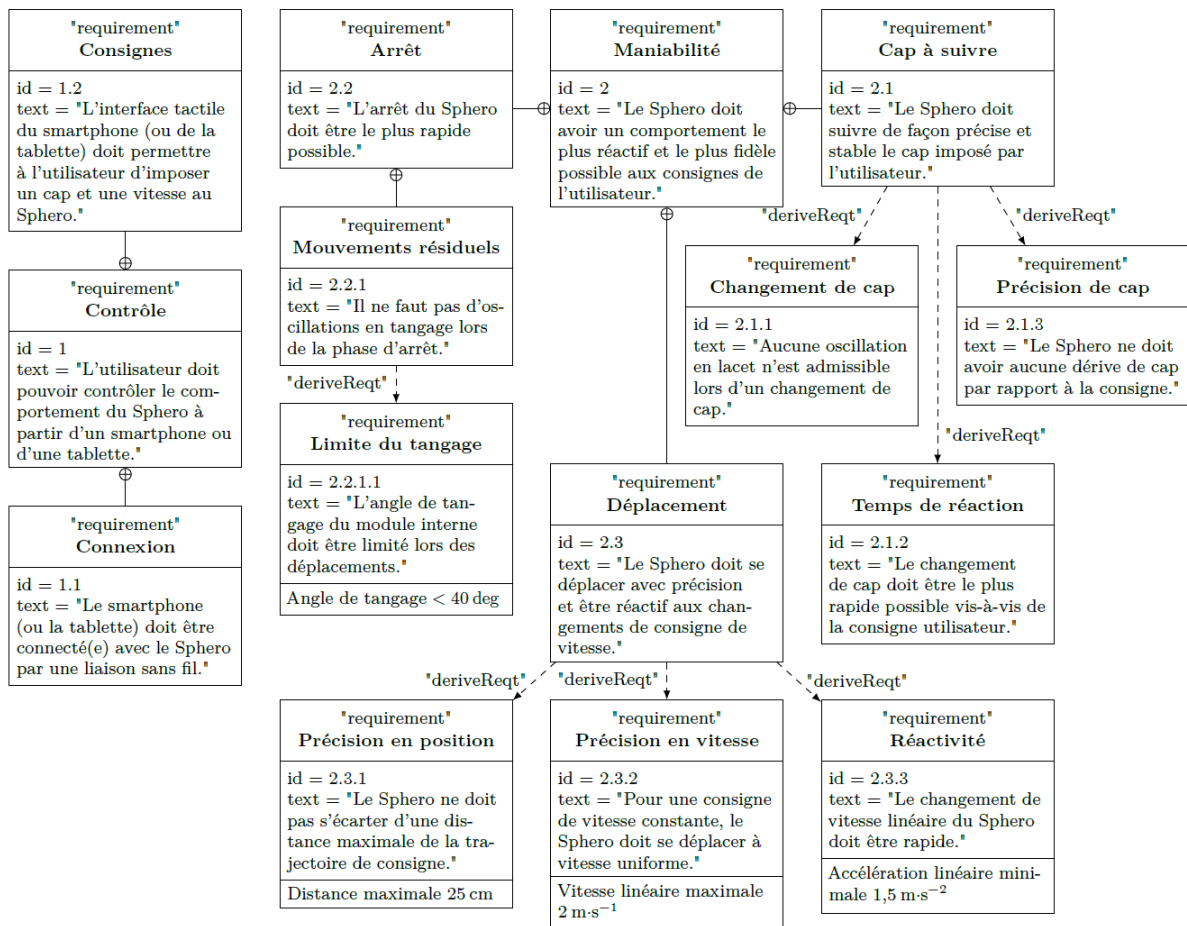 "requirement"
Consignes
id = 1.2
text = "L'interface tactile
du smartphone (ou de la
tablette) doit permettre
à l'utilisateur d'imposer
un cap et une vitesse au
Sphero."
"requirement"
Contrôle
id = 1
text = "L'utilisateur doit
pouvoir contrôler le com-
portement du Sphero à
partir d'un smartphone ou
d'une tablette."
"requirement"
Connexion
id = 1.1
text = "Le smartphone
(ou la tablette) doit être
connecté(e) avec le Sphero
par une liaison sans fil."
"requirement"
Arrêt
id = 2.2
text = "L'arrêt du Sphero
doit être le plus rapide
possible."
"requirement"
Mouvements résiduels
id = 2.2.1
text = "Il ne faut pas d'os-
cillations en tangage lors
de la phase d'arrêt."
"deriveReqt"
"requirement"
Limite du tangage
id = 2.2.1.1
text = "L'angle de tan-
gage du module interne
doit être limité lors des
déplacements."
Angle de tangage < 40 deg
"requirement"
Maniabilité
id = 2
text = "Le Sphero doit
avoir un comportement le
plus réactif et le plus fidèle
possible aux consignes de
l'utilisateur."
"requirement"
Cap à suivre
id = 2.1
text = "Le Sphero doit
suivre de façon précise et
stable le cap imposé par
l'utilisateur."
"deriveReqt"
"deriveReqt"
"requirement"
Changement de cap
id = 2.1.1
text = "Aucune oscillation
en lacet n'est admissible
lors d'un changement de
cap."
"requirement"
Précision de cap
id = 2.1.3
text = "Le Sphero ne doit
avoir aucune dérive de cap
par rapport à la consigne."
"deriveReqt"
"requirement"
Déplacement
id = 2.3
text = "Le Sphero doit se
déplacer avec précision
et être réactif aux chan-
gements de consigne de
vitesse."
"requirement"
Temps de réaction
id = 2.1.2
text = "Le changement
de cap doit être le plus
rapide possible vis-à-vis de
la consigne utilisateur."
"deriveReqt"
"deriveReqt"
"deriveReqt"
"requirement"
Précision en position
id = 2.3.1
text = "Le Sphero ne doit
pas s'écarter d'une dis-
tance maximale de la tra-
jectoire de consigne."
Distance maximale 25 cm
"requirement"
Précision en vitesse
id = 2.3.2
text = "Pour une consigne
de vitesse constante, le
Sphero doit se déplacer à
vitesse uniforme."
Vitesse linéaire maximale
2 m·s⁻¹
"requirement"
Réactivité
id = 2.3.3
text = "Le changement de
vitesse linéaire du Sphero
doit être rapide."
Accélération linéaire mini-
male 1,5 m·s⁻²